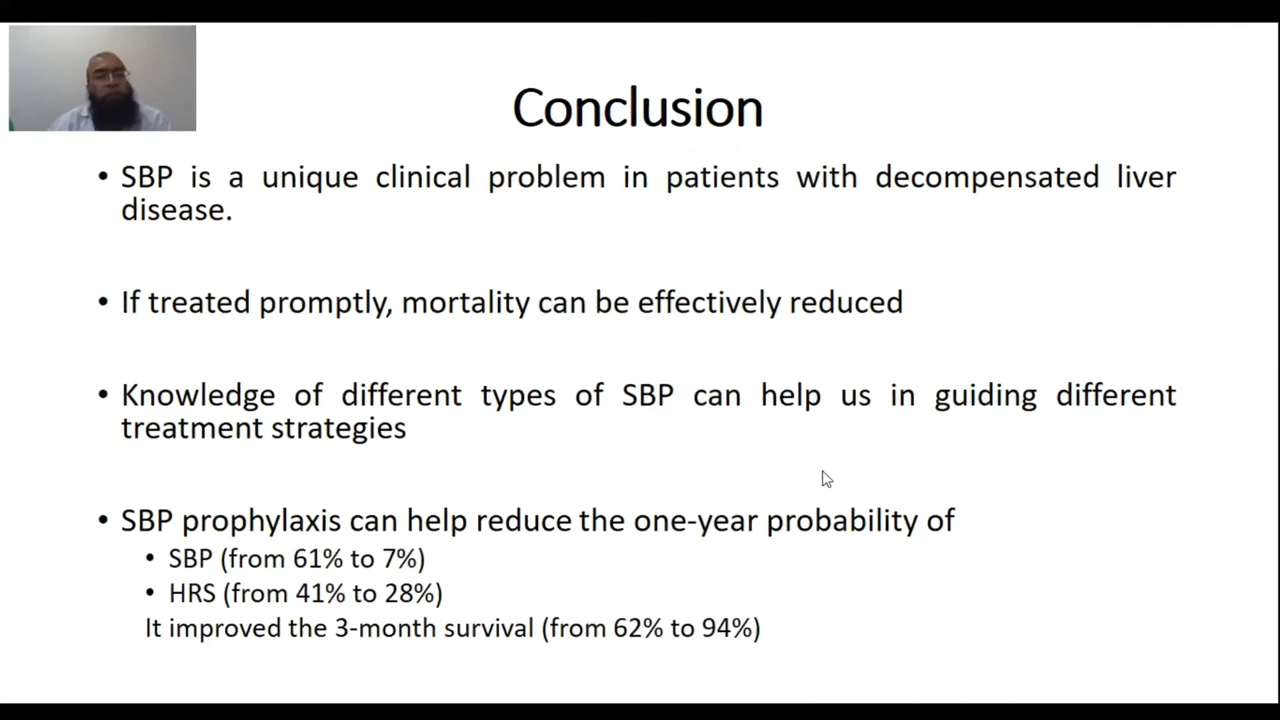 Conclusion
• SBP is a unique clinical problem in patients with decompensated liver
disease.
• If treated promptly, mortality can be effectively reduced
• Knowledge of different types of SBP can help us in guiding different
treatment strategies
• SBP prophylaxis can help reduce the one-year probability of
• SBP (from 61% to 7%)
• HRS (from 41% to 28%)
It improved the 3-month survival (from 62% to 94%)